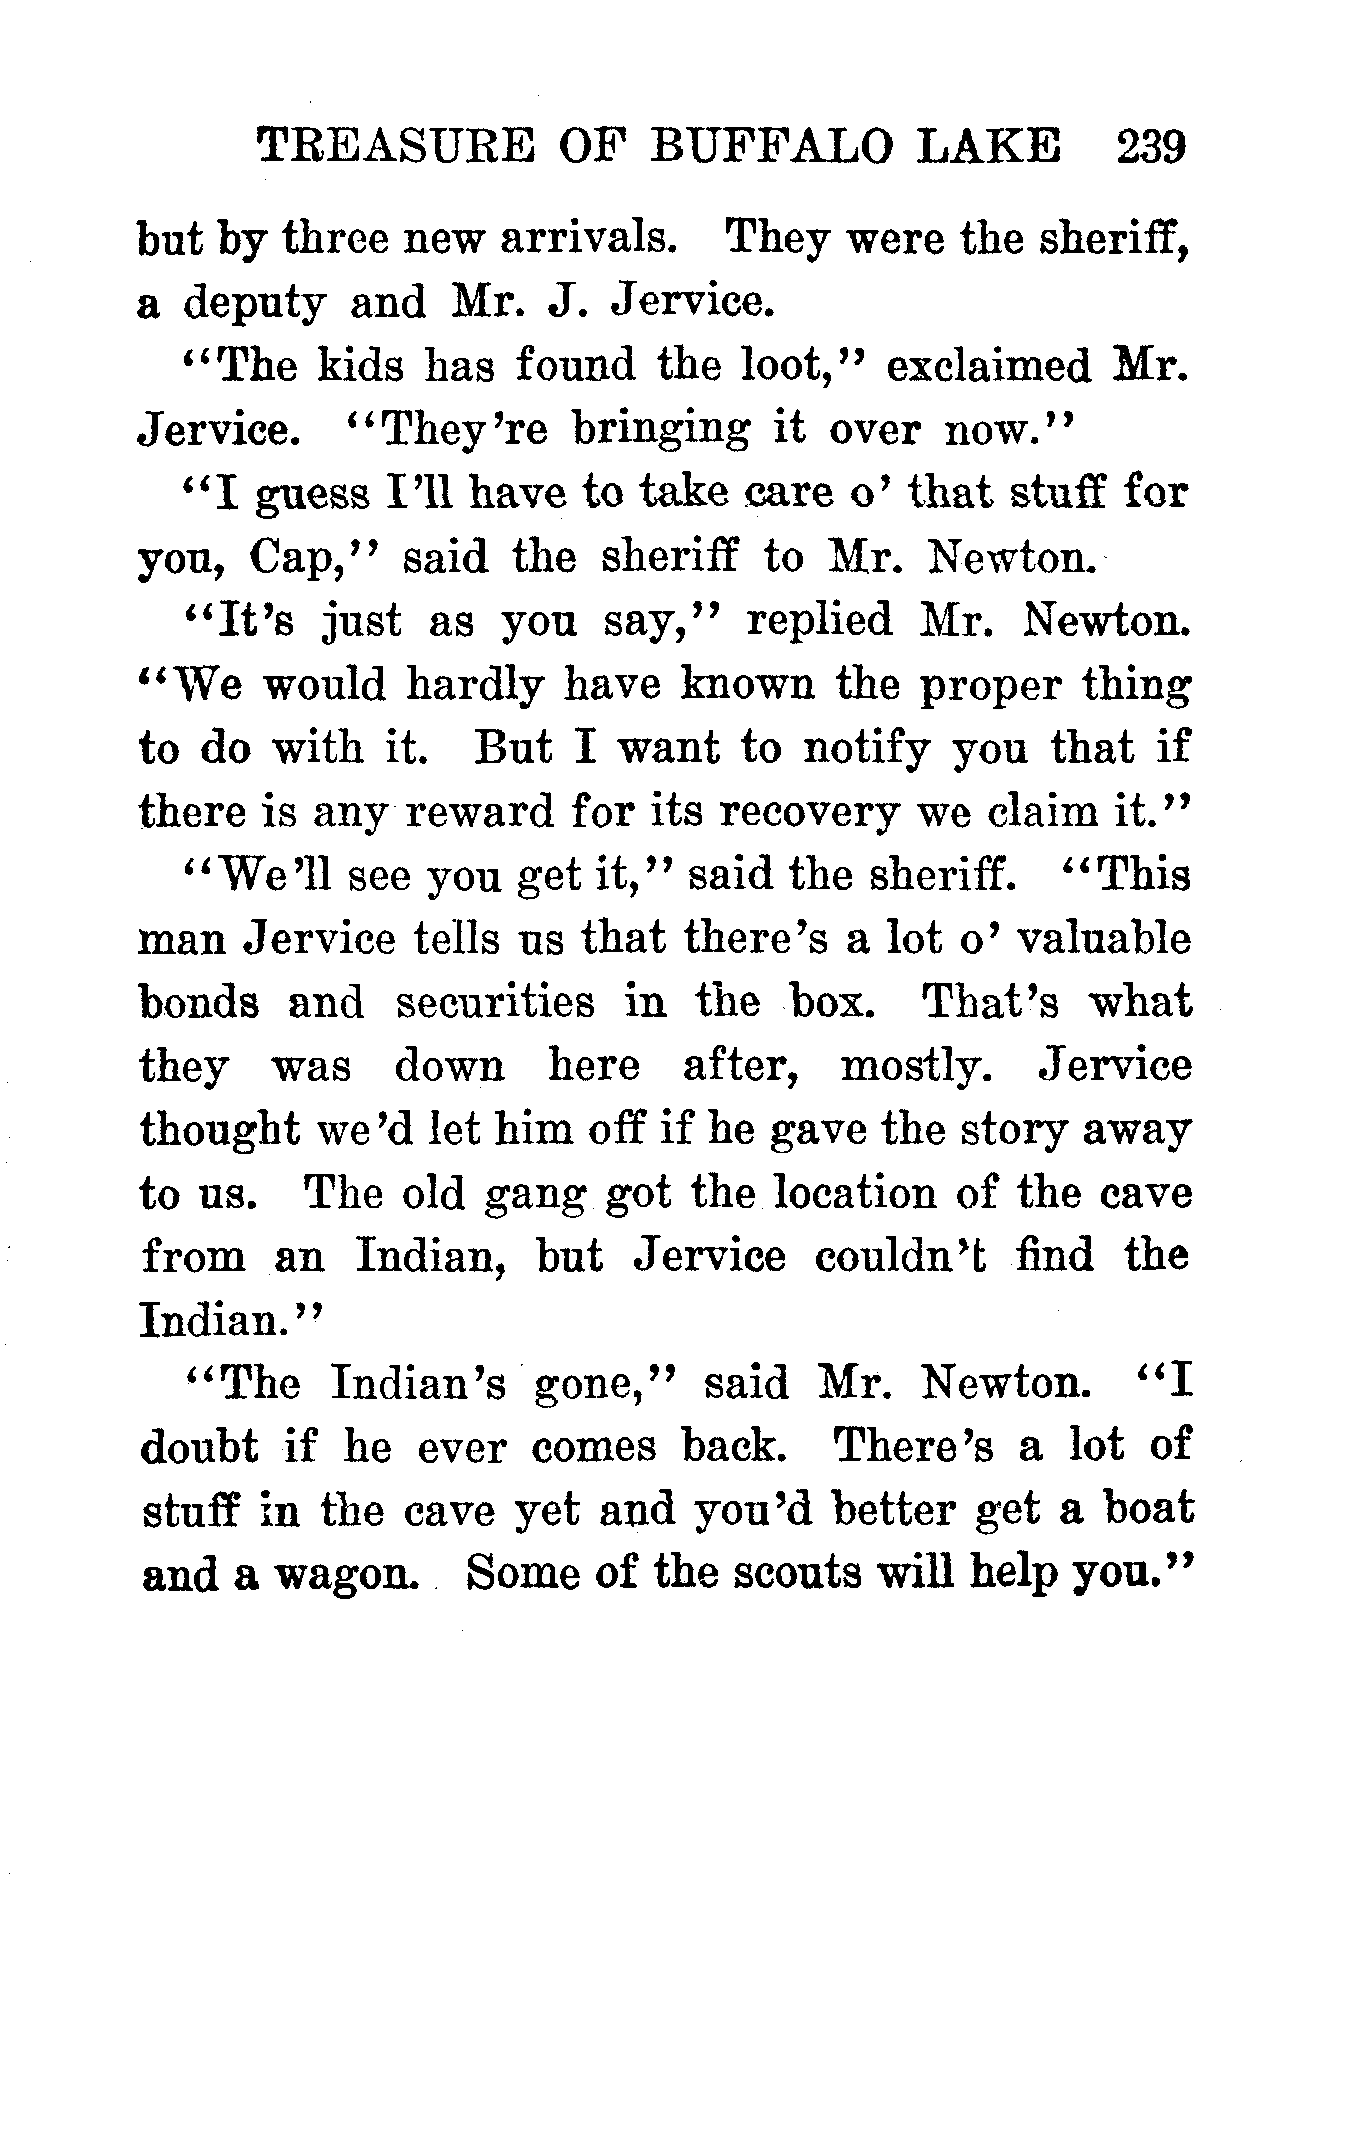 TREASURE OF BUFFALO LAKE 239
but by three new arrivals. They were the sheriff,
a deputy and Mr. J. Jervice.
"The kids has found the loot," exclaimed Mr.
Jervice. "They're bringing it over now."
"I guess I'll have to take care o' that stuff for
you, Cap," said the sheriff to Mr. Newton.
"It's just as you say," replied Mr. Newton.
"We would hardly have known the proper thing
to do with it. But I want to notify you that if
there is any reward for its recovery we claim it."
"We'll see you get it," said the sheriff. "This
man Jervice tells us that there's a lot o' valuable
bonds and securities in the box. That's what
they was down here after, mostly. Jervice
thought we'd let him off if he gave the story away
to us. The old gang got the location of the cave
from an Indian, but Jervice couldn't find the
Indian."
"The Indian's gone," said Mr. Newton. "I
doubt if he ever comes back. There's a lot of
stuff in the cave yet and you'd better get a boat
and a wagon. Some of the scouts will help you."